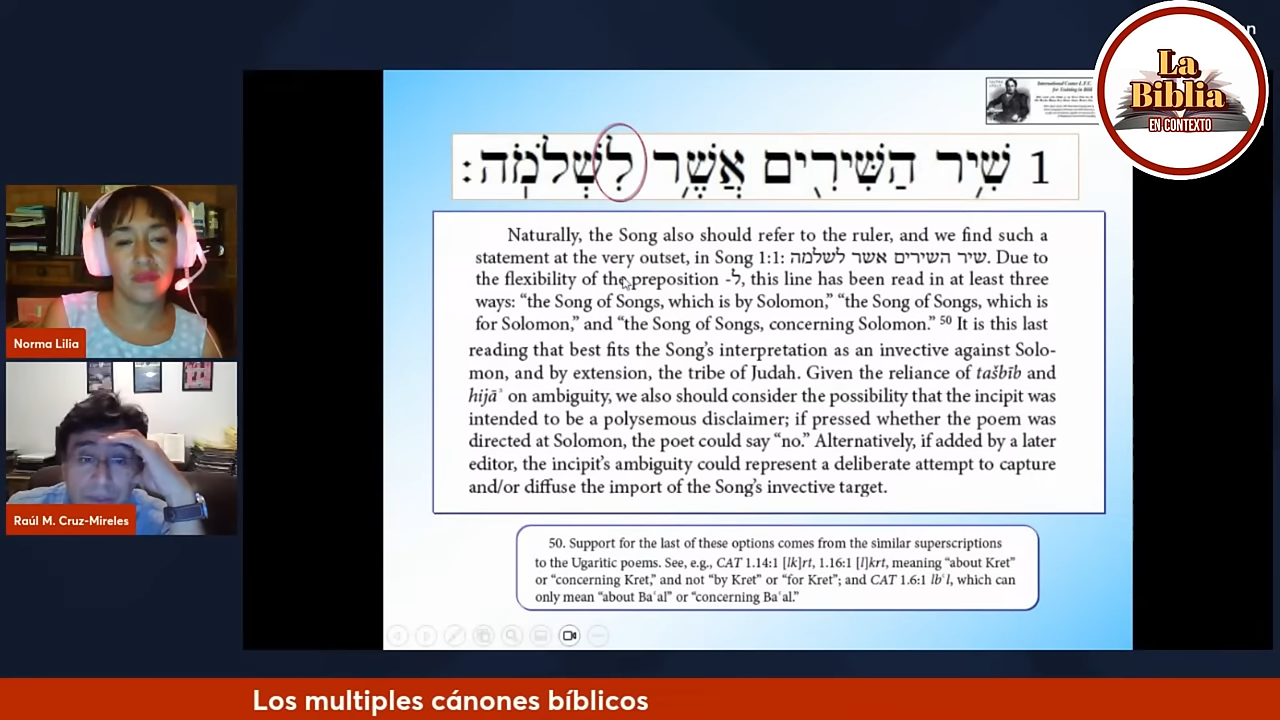 La
Biblia
EN CONTEXTO
International Center
for Training in
1 שִׁ֥יר הַשִּׁירִ֖ים אֲשֶׁ֥ר לִשְׁלֹמֹֽה׃
Naturally, the Song also should refer to the ruler, and we find such a
statement at the very outset, in Song 1:1: שיר השירים אשר לשלמה. Due to
the flexibility of the preposition -ל, this line has been read in at least three
ways: “the Song of Songs, which is by Solomon,” “the Song of Songs, which is
for Solomon,” and “the Song of Songs, concerning Solomon.” 50 It is this last
reading that best fits the Song’s interpretation as an invective against Solo-
mon, and by extension, the tribe of Judah. Given the reliance of tašbīb and
hijāʾ on ambiguity, we also should consider the possibility that the incipit was
intended to be a polysemous disclaimer; if pressed whether the poem was
directed at Solomon, the poet could say “no.” Alternatively, if added by a later
editor, the incipit’s ambiguity could represent a deliberate attempt to capture
and/or diffuse the import of the Song’s invective target.
50. Support for the last of these options comes from the similar superscriptions
to the Ugaritic poems. See, e.g., CAT 1.14:1 [lk]rt, 1.16:1 [l]krt, meaning “about Kret”
or “concerning Kret,” and not “by Kret” or “for Kret”; and CAT 1.6:1 lbʿl, which can
only mean “about Baʿal” or “concerning Baʿal.”
Norma Lilia
Raúl M. Cruz-Mireles
Los multiples cánones bíblicos